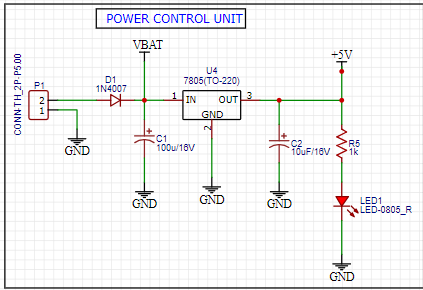 POWER CONTROL UNIT
VBAT
+5V
CONN-TH_2P-P5.00
P1
2
1
GND
D1
1N4007
C1
100u/16V
GND
U4
7805(TO-220)
1
IN
OUT
3
GND
2
GND
C2
10uF/16V
GND
R5
1k
LED1
LED-0805_R
GND